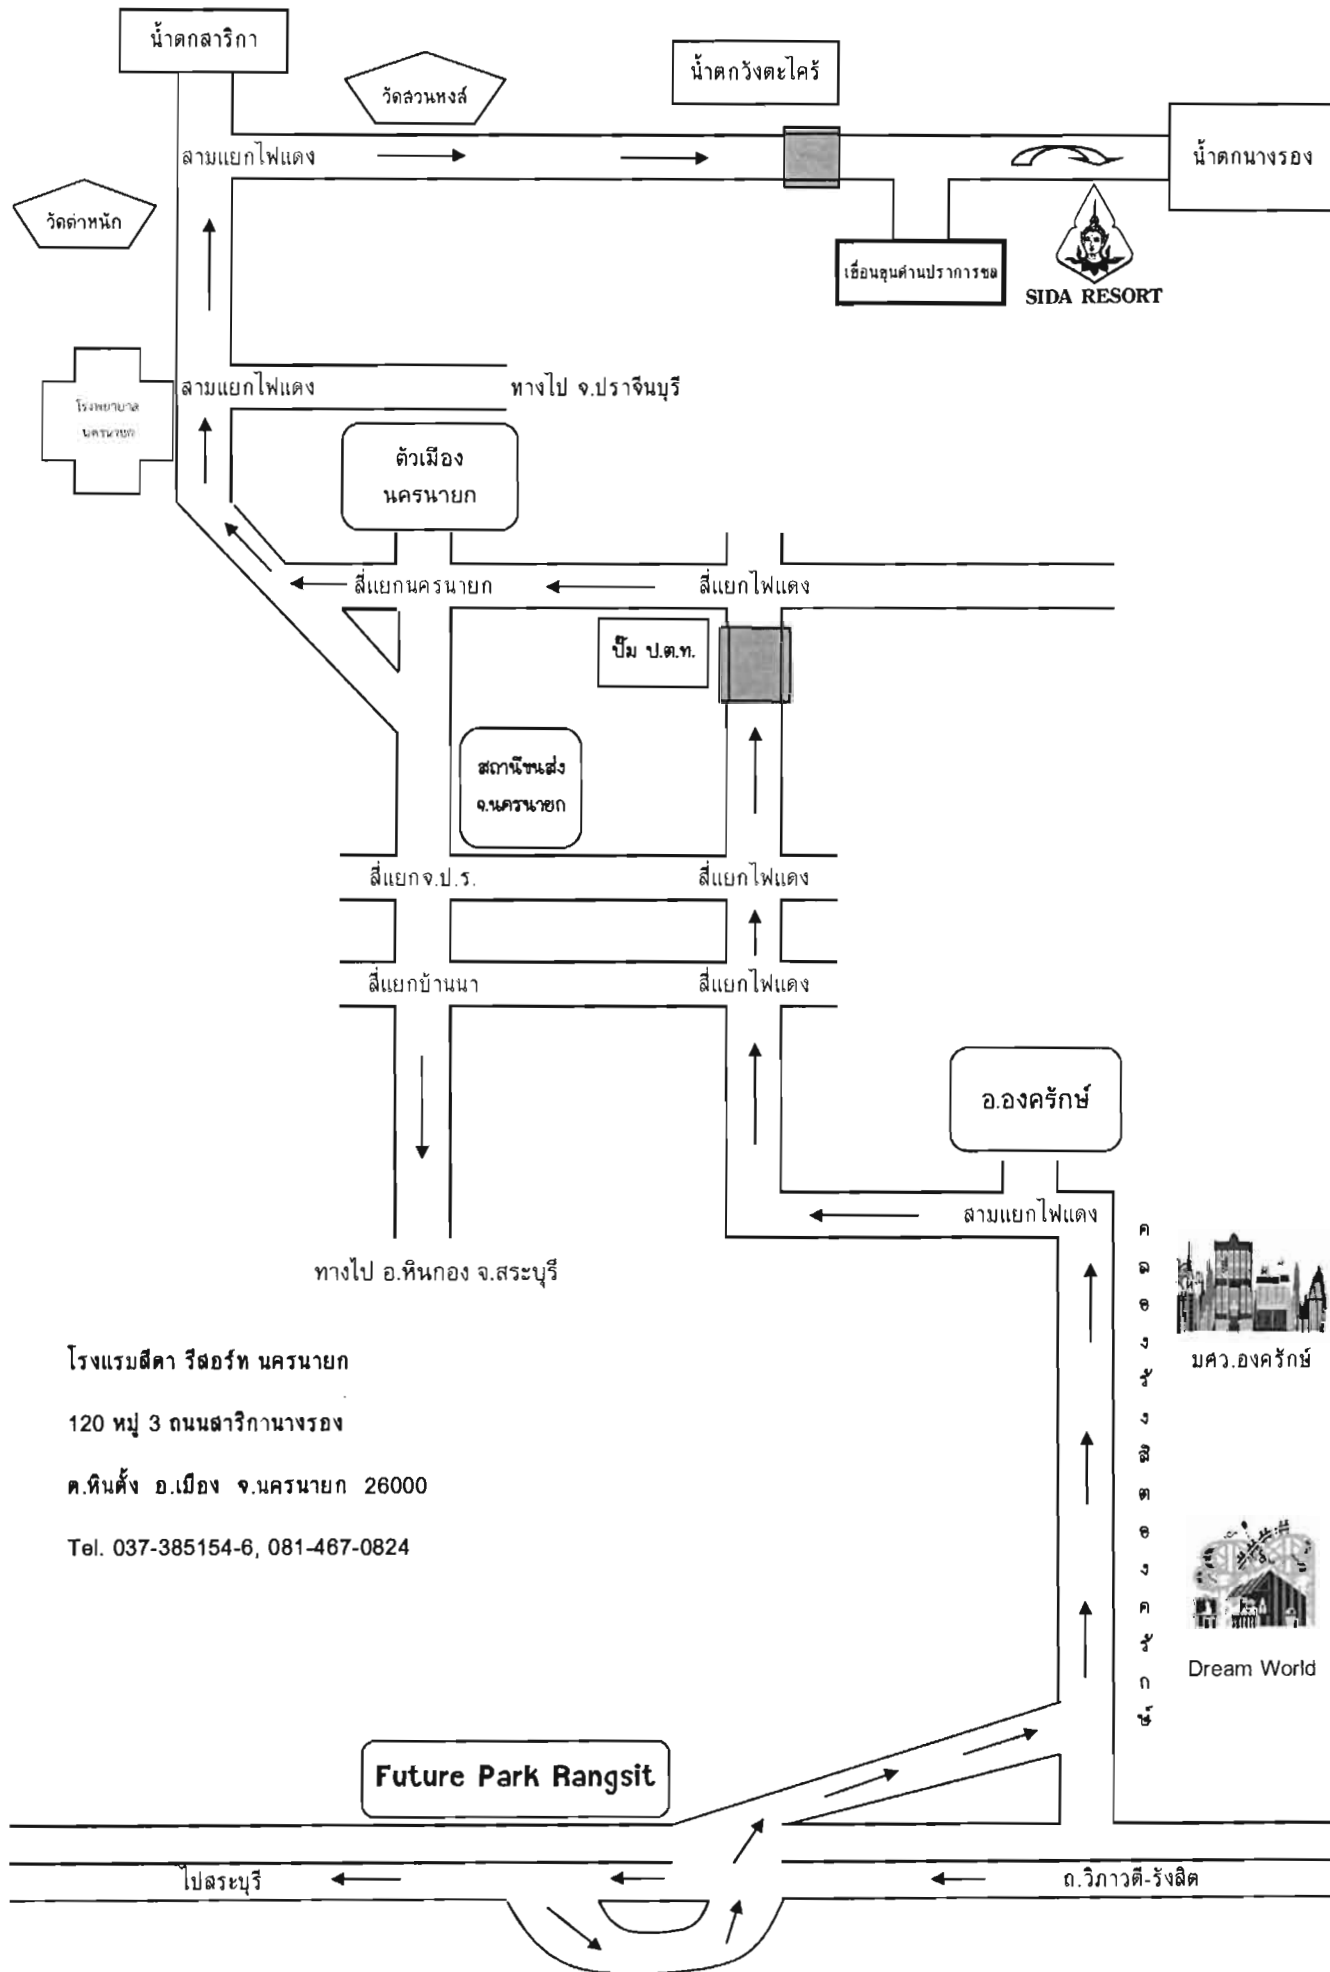 น้ำตกสาริกา
วัดสวนหงส์
น้ำตกวังตะไคร้
น้ำตกนางรอง
สามแยกไฟแดง
วัดตำหนัก
เขื่อนขุนด่านปราการชล
SIDA RESORT
โรงพยาบาล
นครนายก
สามแยกไฟแดง
ทางไป จ.ปราจีนบุรี
ตัวเมือง
นครนายก
สี่แยกนครนายก
สี่แยกไฟแดง
ปั๊ม ป.ต.ท.
สถานีขนส่ง
จ.นครนายก
สี่แยกจ.ป.ร.
สี่แยกไฟแดง
สี่แยกบ้านนา
สี่แยกไฟแดง
อ.องครักษ์
สามแยกไฟแดง
ทางไป อ.หินกอง จ.สระบุรี
คลองรังสิตองครักษ์
มศว.องครักษ์
โรงแรมสีดา รีสอร์ท นครนายก
120 หมู่ 3 ถนนสาริกานางรอง
ต.หินตั้ง อ.เมือง จ.นครนายก 26000
Tel. 037-385154-6, 081-467-0824
Dream World
Future Park Rangsit
ไปสระบุรี
ถ.วิภาวดี-รังสิต